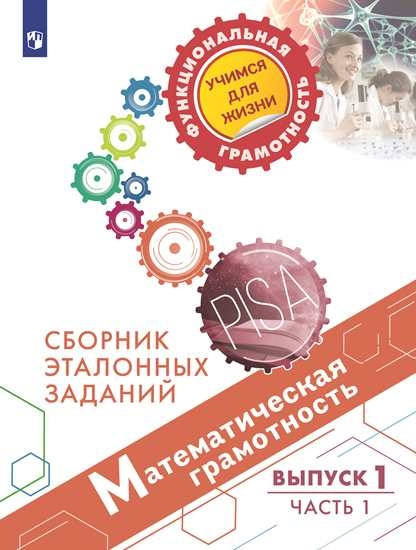 ФУНКЦИОНАЛЬНАЯ
УЧИМСЯ
ДЛЯ
ЖИЗНИ
ГРАМОТНОСТЬ
PISA
СБОРНИК
ЭТАЛОННЫХ
ЗАДАНИЙ
Математическая
грамотность
ВЫПУСК 1
ЧАСТЬ 1